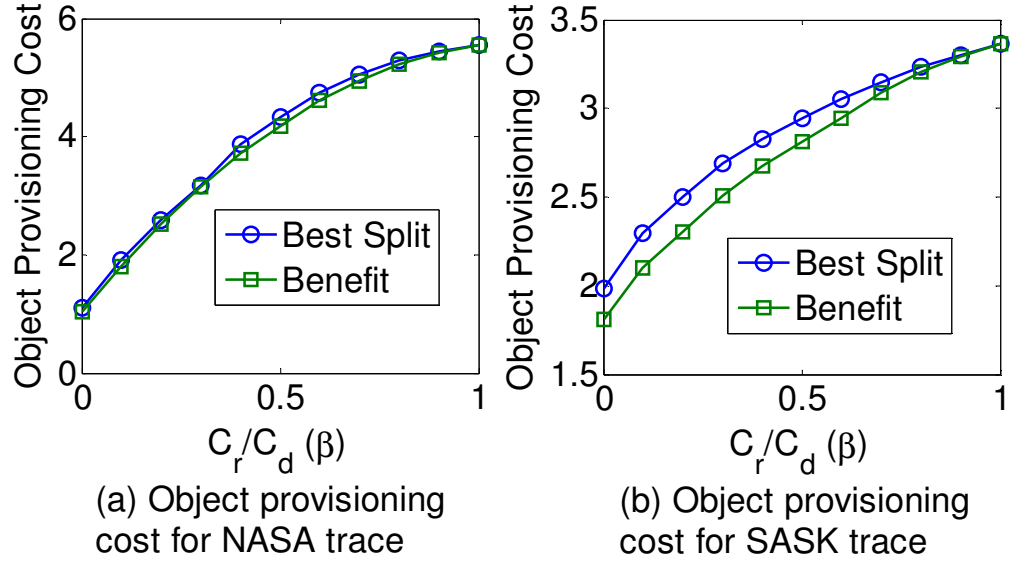 Object Provisioning Cost
6
4
2
0
0
0.5
1
Best Split
Benefit
C_r/C_d (β)
(a) Object provisioning
cost for NASA trace
Object Provisioning Cost
3.5
3
2.5
2
1.5
0
0.5
1
Best Split
Benefit
C_r/C_d (β)
(b) Object provisioning
cost for SASK trace